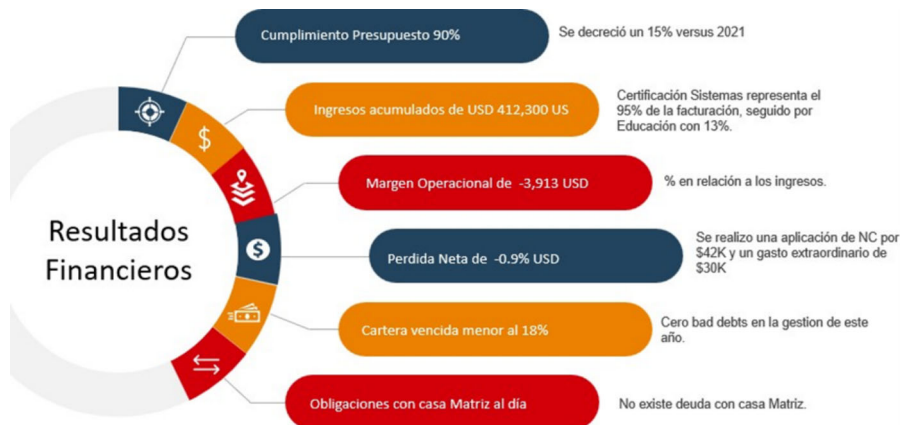 Resultados
Financieros
Cumplimiento Presupuesto 90%
Se decreció un 15% versus 2021
Ingresos acumulados de USD 412,300 US
Certificación Sistemas representa el
95% de la facturación, seguido por
Educación con 13%.
Margen Operacional de -3,913 USD
% en relación a los ingresos.
Perdida Neta de -0.9% USD
Se realizo una aplicación de NC por
$42K y un gasto extraordinario de
$30K
Cartera vencida menor al 18%
Cero bad debts en la gestion de este
año.
Obligaciones con casa Matriz al día
No existe deuda con casa Matriz.